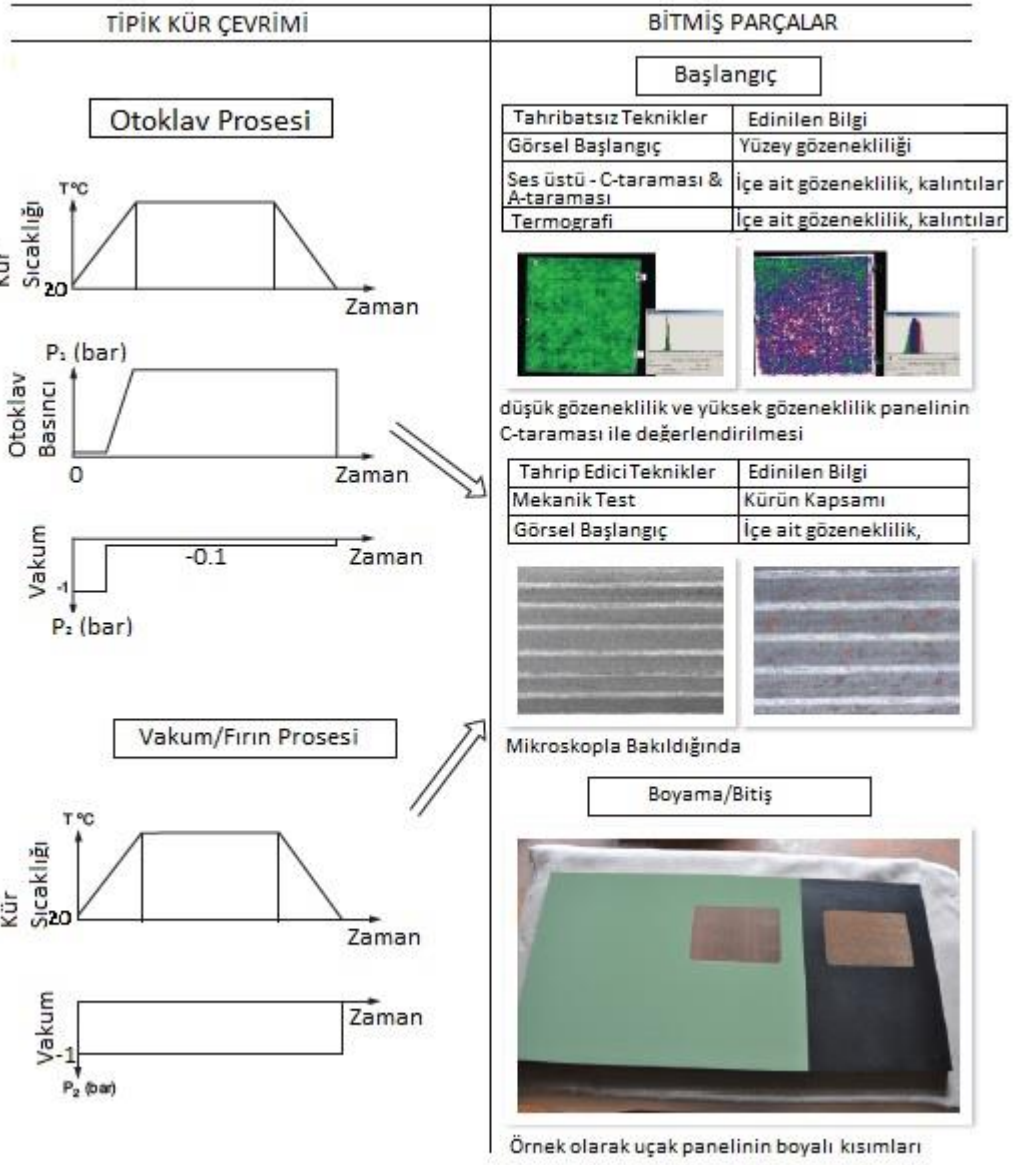 TİPİK KÜR ÇEVRİMİ
Otoklav Prosesi
T°C
Kür
Sıcaklığı
20
Zaman
P₁ (bar)
Otoklav
Basıncı
0
Zaman
Vakum
-0.1
Zaman
-1
P₂ (bar)
Vakum/Fırın Prosesi
T°C
Kür
Sıcaklığı
20
Zaman
Vakum
Zaman
-1
P₂ (bar)
BİTMİŞ PARÇALAR
Başlangıç
Tahribatsız Teknikler Edinilen Bilgi
Görsel Başlangıç Yüzey gözenekliliği
Ses üstü - C-taraması & İçe ait gözeneklilik, kalıntılar
A-taraması
Termografi İçe ait gözeneklilik, kalıntılar
düşük gözeneklilik ve yüksek gözeneklilik panelinin
C-taraması ile değerlendirilmesi
Tahrip Edici Teknikler Edinilen Bilgi
Mekanik Test Kürün Kapsamı
Görsel Başlangıç İçe ait gözeneklilik,
Mikroskopla Bakıldığında
Boyama/Bitiş
Örnek olarak uçak panelinin boyalı kısımları